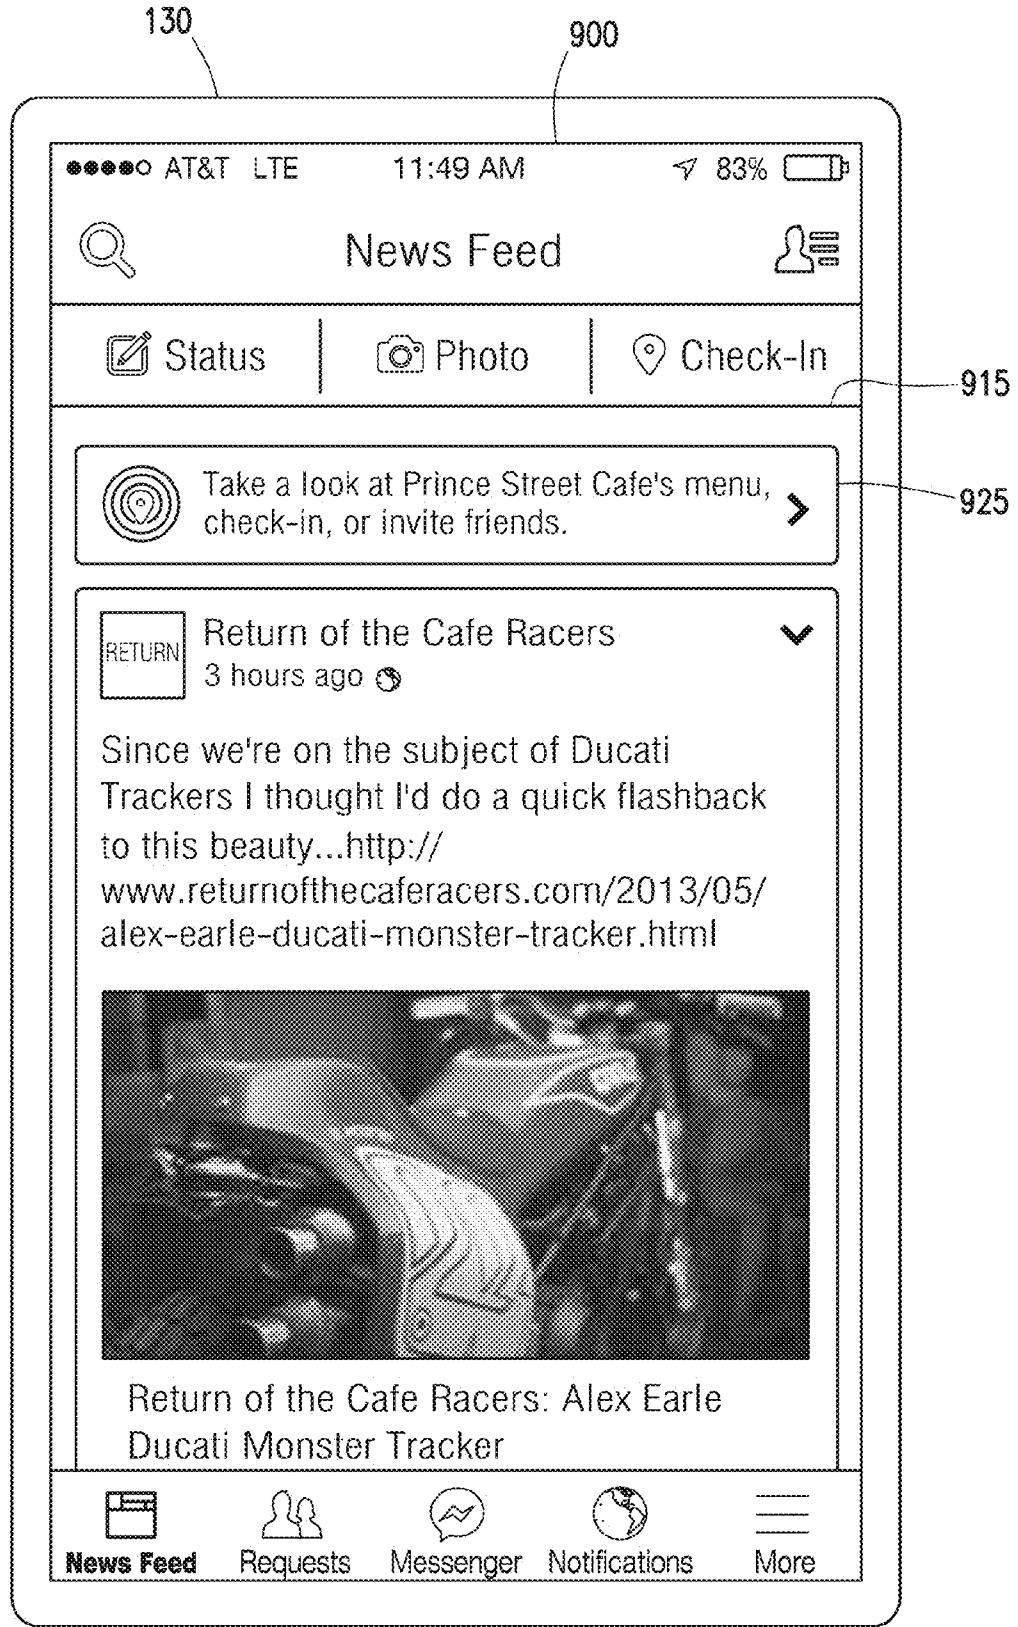 130
900
AT&T LTE 11:49 AM 83%
News Feed
Status Photo Check-In
915
Take a look at Prince Street Cafe's menu,
check-in, or invite friends.
925
RETURN
Return of the Cafe Racers
3 hours ago
Since we're on the subject of Ducati
Trackers I thought I'd do a quick flashback
to this beauty...http://
www.returnofthecaferacers.com/2013/05/
alex-earle-ducati-monster-tracker.html
Return of the Cafe Racers: Alex Earle
Ducati Monster Tracker
News Feed Requests Messenger Notifications More